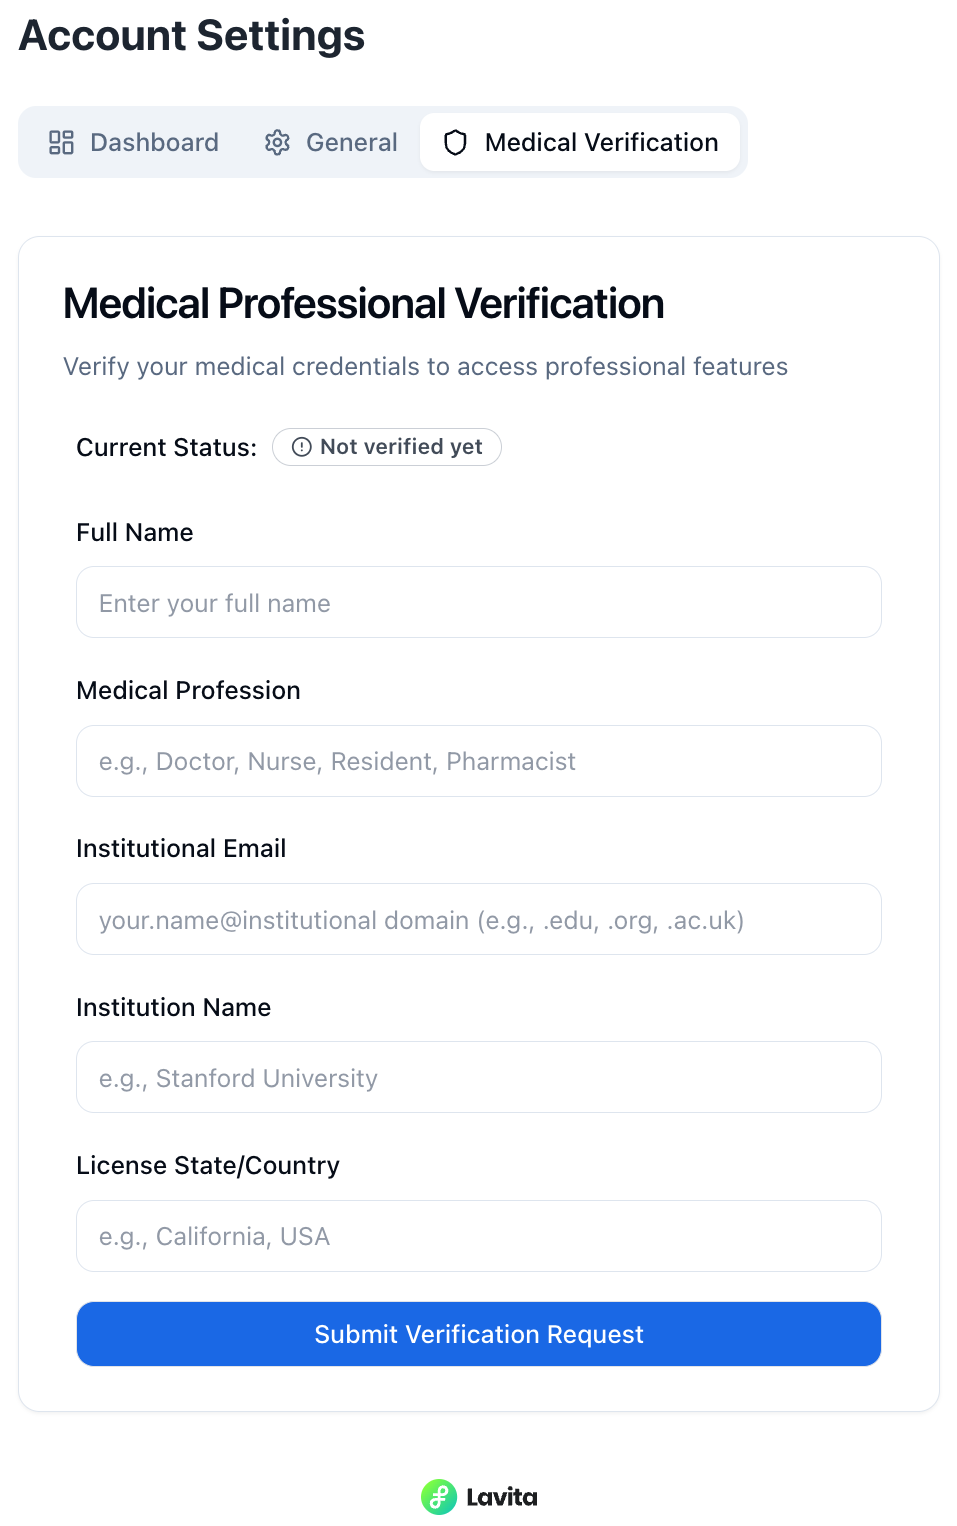 Account Settings
Dashboard
General
Medical Verification
Medical Professional Verification
Verify your medical credentials to access professional features
Current Status: Not verified yet
Full Name
Enter your full name
Medical Profession
e.g., Doctor, Nurse, Resident, Pharmacist
Institutional Email
your.name@institutional domain (e.g., .edu, .org, .ac.uk)
Institution Name
e.g., Stanford University
License State/Country
e.g., California, USA
Submit Verification Request
Lavita